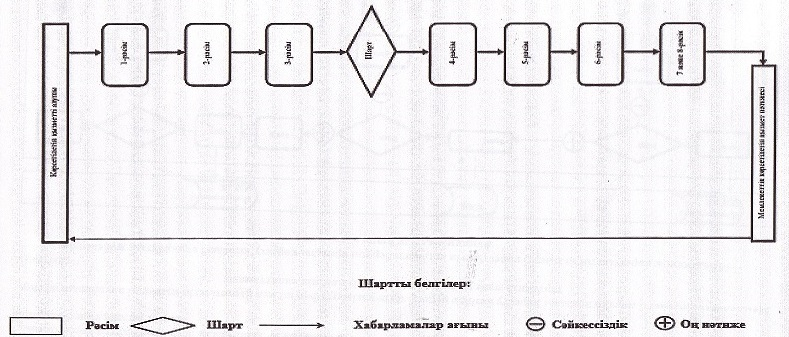 Көрсетілетін қызметті алушы
1-рәсім
2-рәсім
3-рәсім
Шарт
4-рәсім
5-рәсім
6-рәсім
7 және 8-рәсім
Мемлекеттік көрсетілетін қызмет нәтижесі
Шартты белгілер:
Рәсім Шарт Хабарламалар ағыны Сәйкессіздік Оң нәтиже